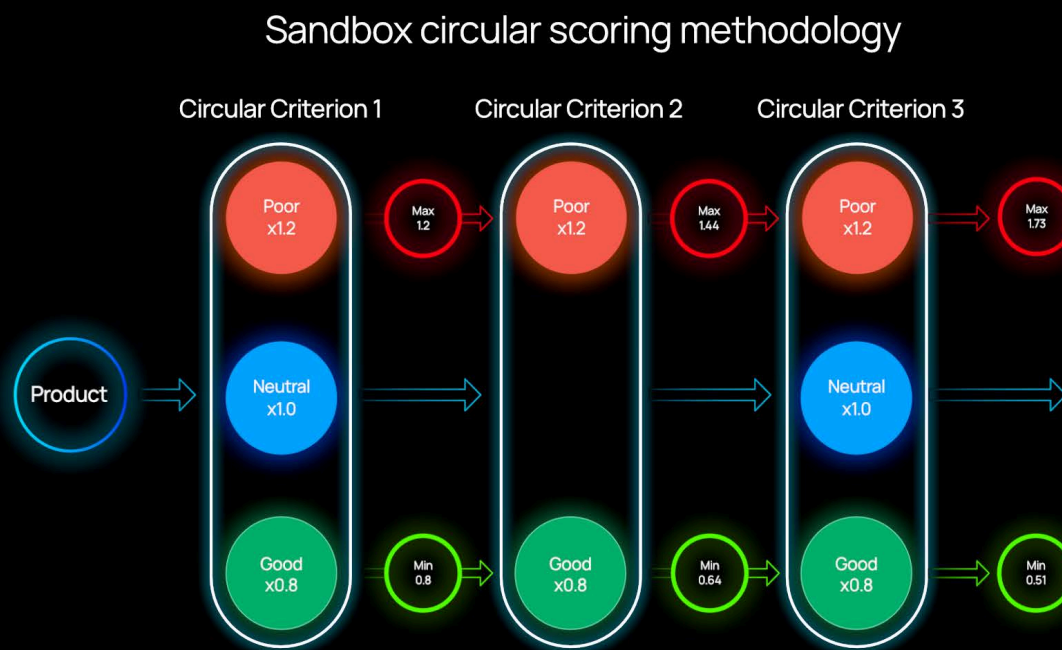 Sandbox circular scoring methodology
Circular Criterion 1
Circular Criterion 2
Circular Criterion 3
Poor
x1.2
Max
1.2
Poor
x1.2
Max
1.44
Poor
x1.2
Max
1.73
Product
Neutral
x1.0
Neutral
x1.0
Good
x0.8
Min
0.8
Good
x0.8
Min
0.64
Good
x0.8
Min
0.51